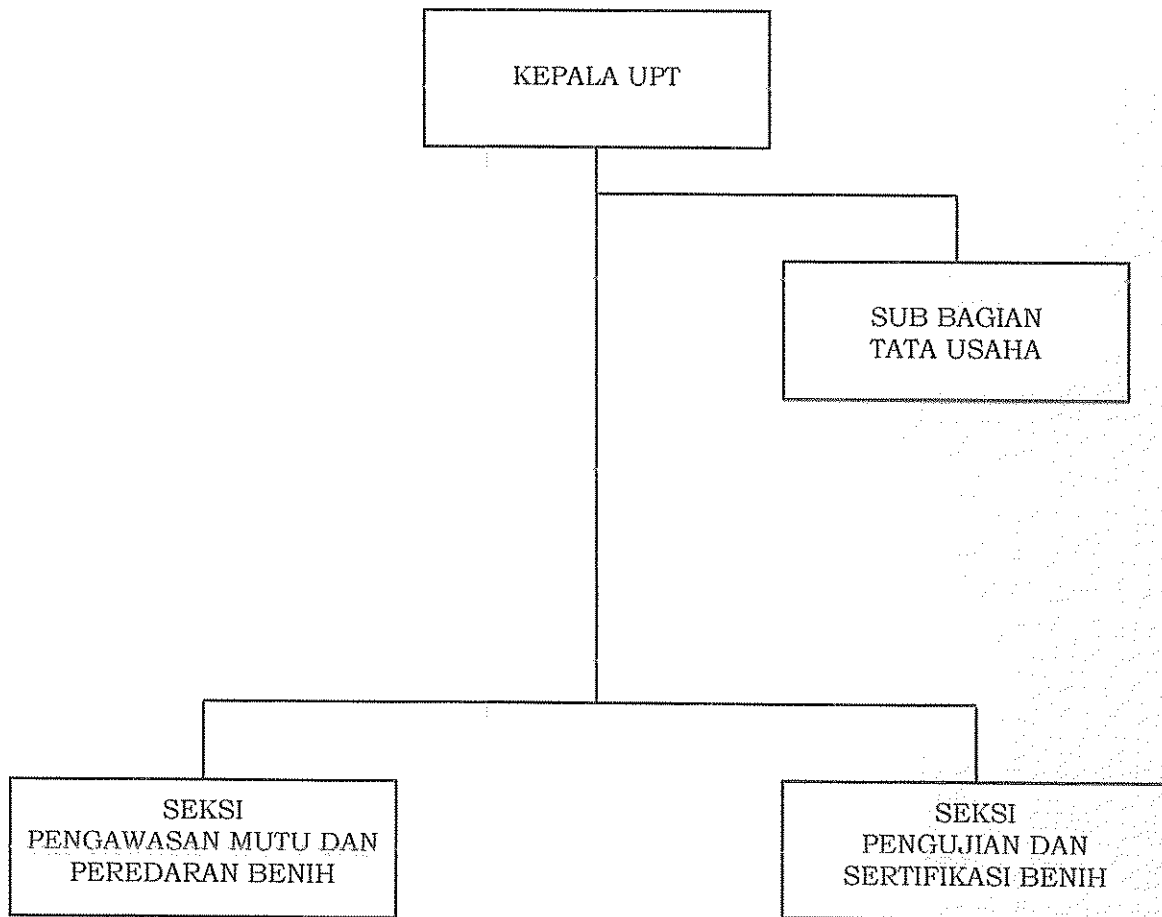 KEPALA UPT
SUB BAGIAN
TATA USAHA
SEKSI
PENGAWASAN MUTU DAN
PEREDARAN BENIH
SEKSI
PENGUJIAN DAN
SERTIFIKASI BENIH